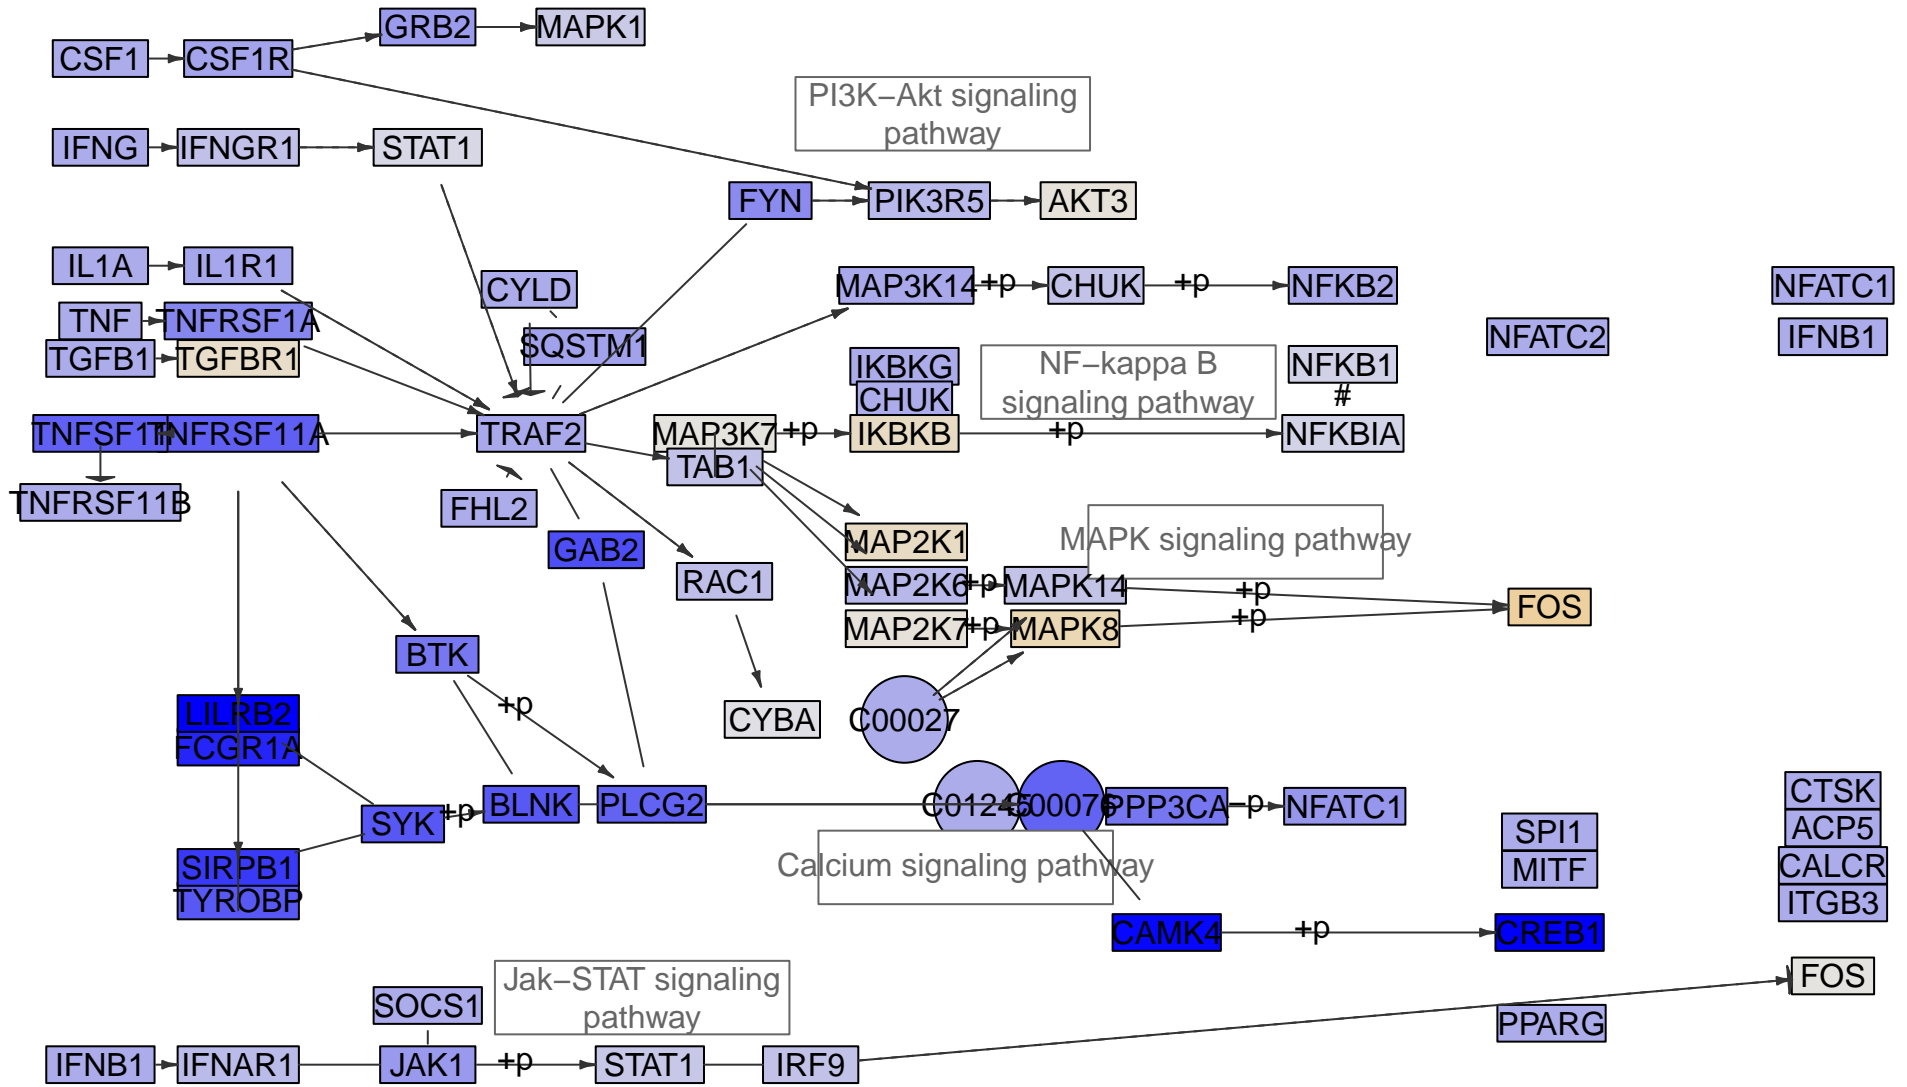 GRB2
MAPK1
CSF1
CSF1R
PI3K−Akt signaling
pathway
IFNG
IFNGR1
STAT1
FYN
PIK3R5
AKT3
IL1A
IL1R1
CYLD
MAP3K14
+p
CHUK
+p
NFKB2
NFATC1
TNF
TNFRSF1A
SQSTM1
NFATC2
IFNB1
TGFB1
TGFBR1
IKBKG
NF−kappa B
signaling pathway
NFKB1
#
CHUK
TNFRSF11A
TRAF2
MAP3K7
+p
IKBKB
+p
NFKBIA
TAB1
TNFRSF11B
FHL2
GAB2
MAP2K1
MAPK signaling pathway
RAC1
MAP2K6
+p
MAPK14
+p
FOS
MAP2K7
+p
MAPK8
+p
BTK
LILRB2
+p
CYBA
C00027
FCGR1A
SYK
+p
BLNK
PLCG2
C01245
C00076
PPP3CA
−p
NFATC1
CTSK
SPI1
ACP5
SIRPB1
Calcium signaling pathway
MITF
CALCR
TYROBP
ITGB3
CAMK4
+p
CREB1
Jak−STAT signaling
pathway
FOS
SOCS1
PPARG
IFNB1
IFNAR1
JAK1
+p
STAT1
IRF9